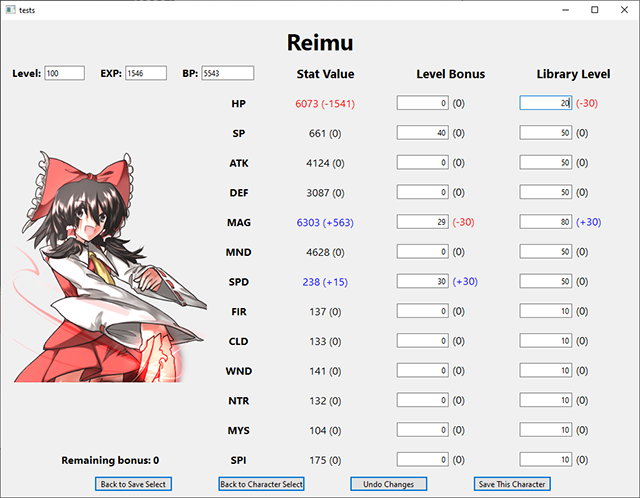 tests
Reimu
Level: 100 EXP: 1546 BP: 5543 Stat Value Level Bonus Library Level
HP 6073 (-1541) 0 (0) 20 (-30)
SP 661 (0) 40 (0) 50 (0)
ATK 4124 (0) 0 (0) 50 (0)
DEF 3087 (0) 0 (0) 50 (0)
MAG 6303 (+563) 29 (-30) 80 (+30)
MND 4628 (0) 0 (0) 50 (0)
SPD 238 (+15) 30 (+30) 50 (0)
FIR 137 (0) 0 (0) 10 (0)
CLD 133 (0) 0 (0) 10 (0)
WND 141 (0) 0 (0) 10 (0)
NTR 132 (0) 0 (0) 10 (0)
MYS 104 (0) 0 (0) 10 (0)
Remaining bonus: 0 SPI 175 (0) 0 (0) 10 (0)
Back to Save Select Back to Character Select Undo Changes Save This Character